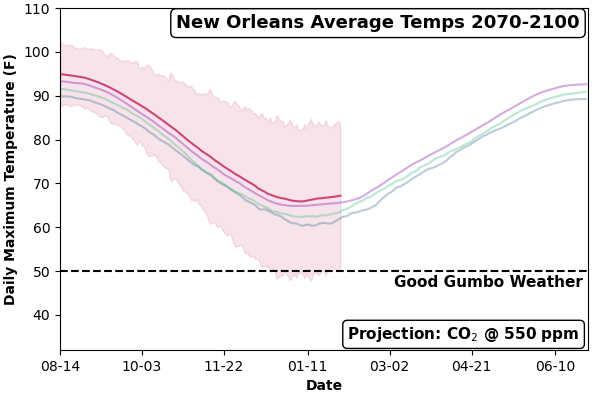 New Orleans Average Temps 2070-2100
Daily Maximum Temperature (F)
110
100
90
80
70
60
50
40
Good Gumbo Weather
Projection: CO₂ @ 550 ppm
08-14 10-03 11-22 01-11 03-02 04-21 06-10
Date